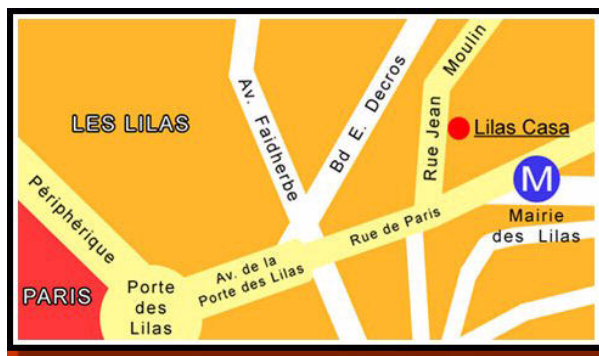 LES LILAS
Av. Faidherbe
Bd E. Decros
Rue Jean Moulin
Lilas Casa
M
Mairie
des Lilas
Périphérique
Rue de Paris
Av. de la
Porte des Lilas
PARIS
Porte
des
Lilas